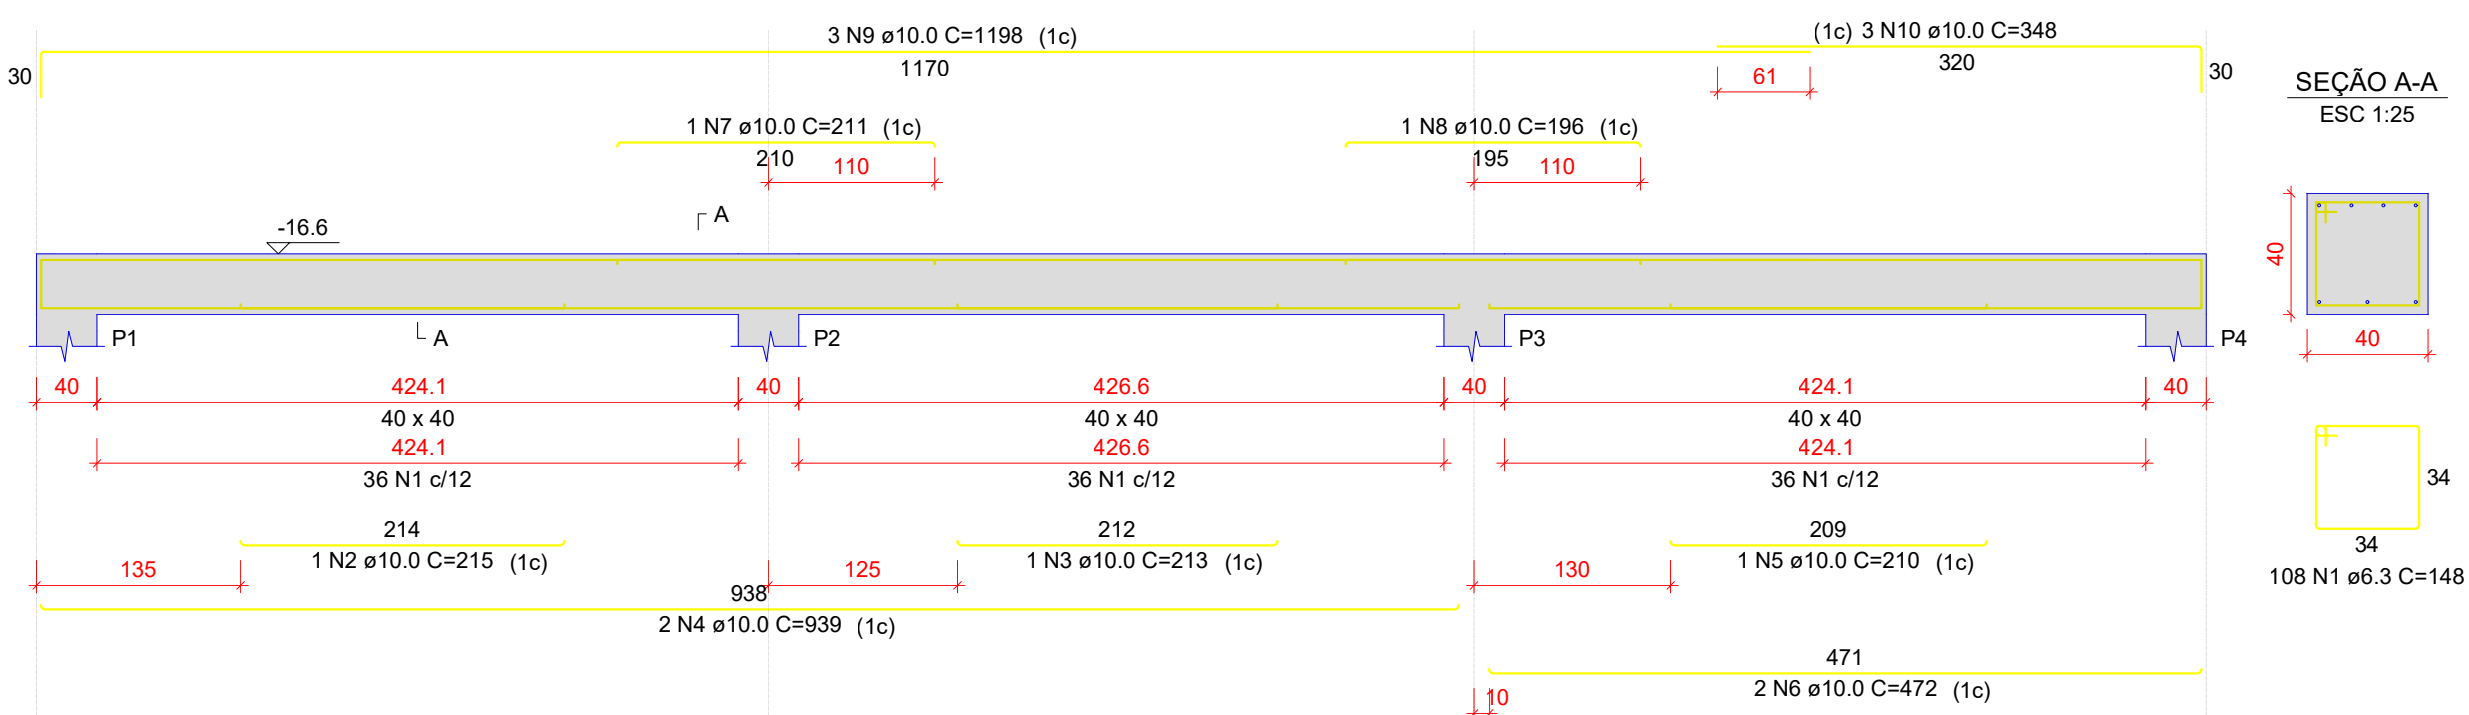 3 N9 ø10.0 C=1198 (1c)
(1c) 3 N10 ø10.0 C=348
30
1170
61
320
30
SEÇÃO A-A
ESC 1:25
1 N7 ø10.0 C=211 (1c)
210
110
1 N8 ø10.0 C=196 (1c)
195
110
A
-16.6
40
P1
A
P2
P3
P4
40
40
424.1
40
426.6
40
424.1
40
40 x 40
40 x 40
40 x 40
424.1
426.6
424.1
36 N1 c/12
36 N1 c/12
36 N1 c/12
34
34
108 N1 ø6.3 C=148
214
1 N2 ø10.0 C=215 (1c)
212
1 N3 ø10.0 C=213 (1c)
209
1 N5 ø10.0 C=210 (1c)
135
125
130
938
2 N4 ø10.0 C=939 (1c)
471
2 N6 ø10.0 C=472 (1c)
10